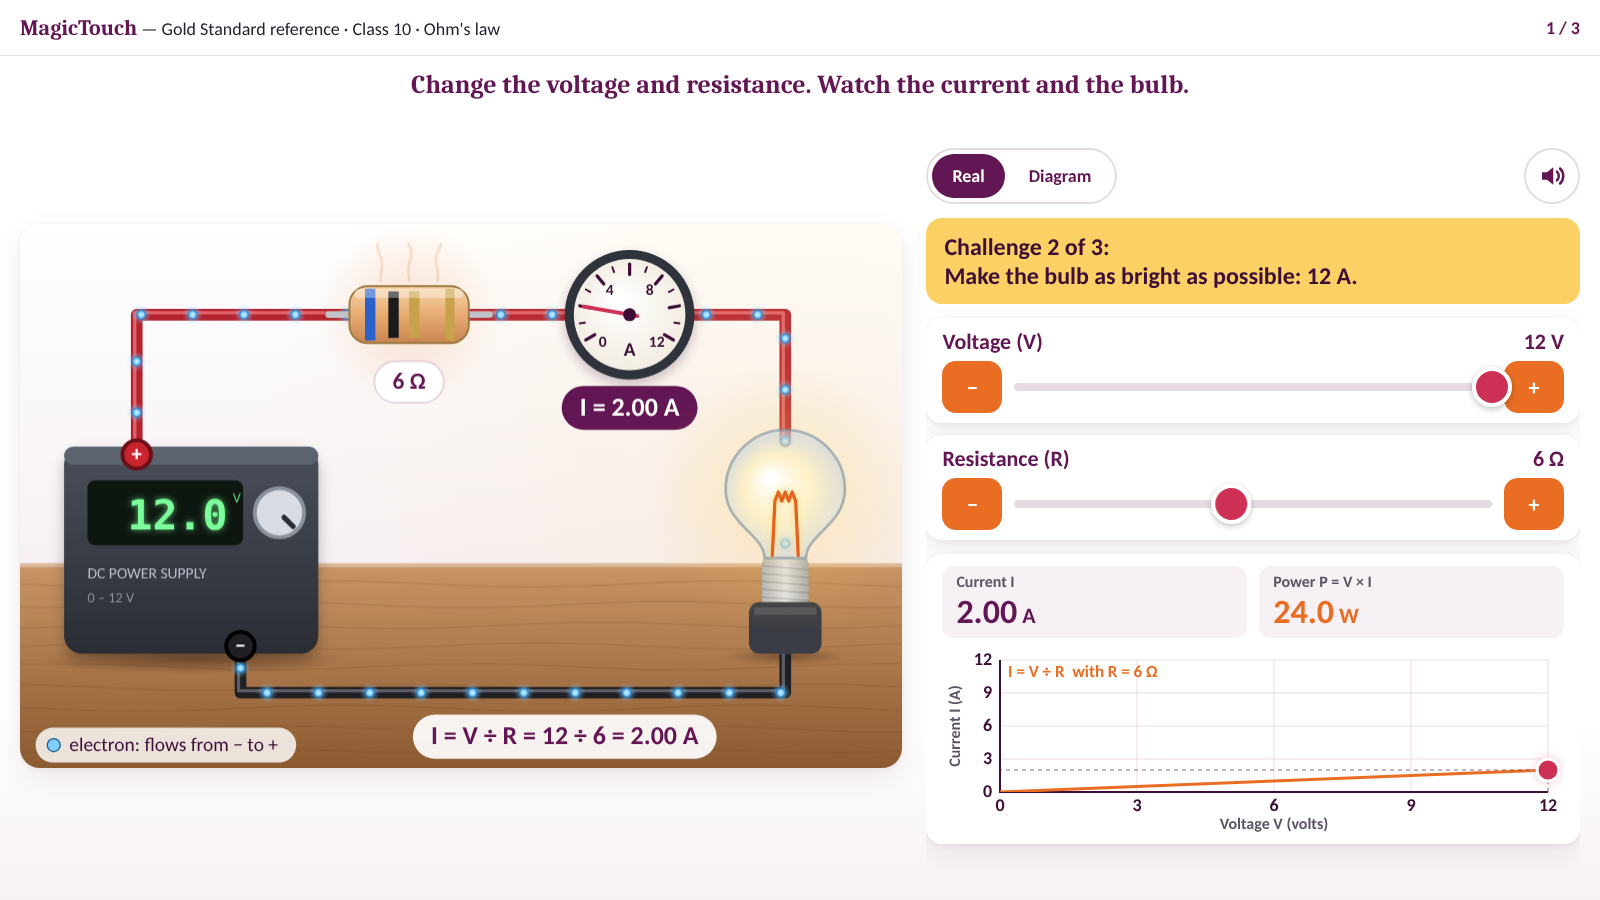 MagicTouch — Gold Standard reference · Class 10 · Ohm's law
1 / 3
Change the voltage and resistance. Watch the current and the bulb.
Real
Diagram
Challenge 2 of 3:
Make the bulb as bright as possible: 12 A.
Voltage (V)
12 V
−
+
Resistance (R)
6 Ω
−
+
Current I
2.00 A
Power P = V × I
24.0 W
I = V ÷ R with R = 6 Ω
Current I (A)
12
9
6
3
0
0
3
6
9
12
Voltage V (volts)
6 Ω
4
8
0
12
A
I = 2.00 A
+
12.0 V
DC POWER SUPPLY
0 – 12 V
−
I = V ÷ R = 12 ÷ 6 = 2.00 A
electron: flows from − to +